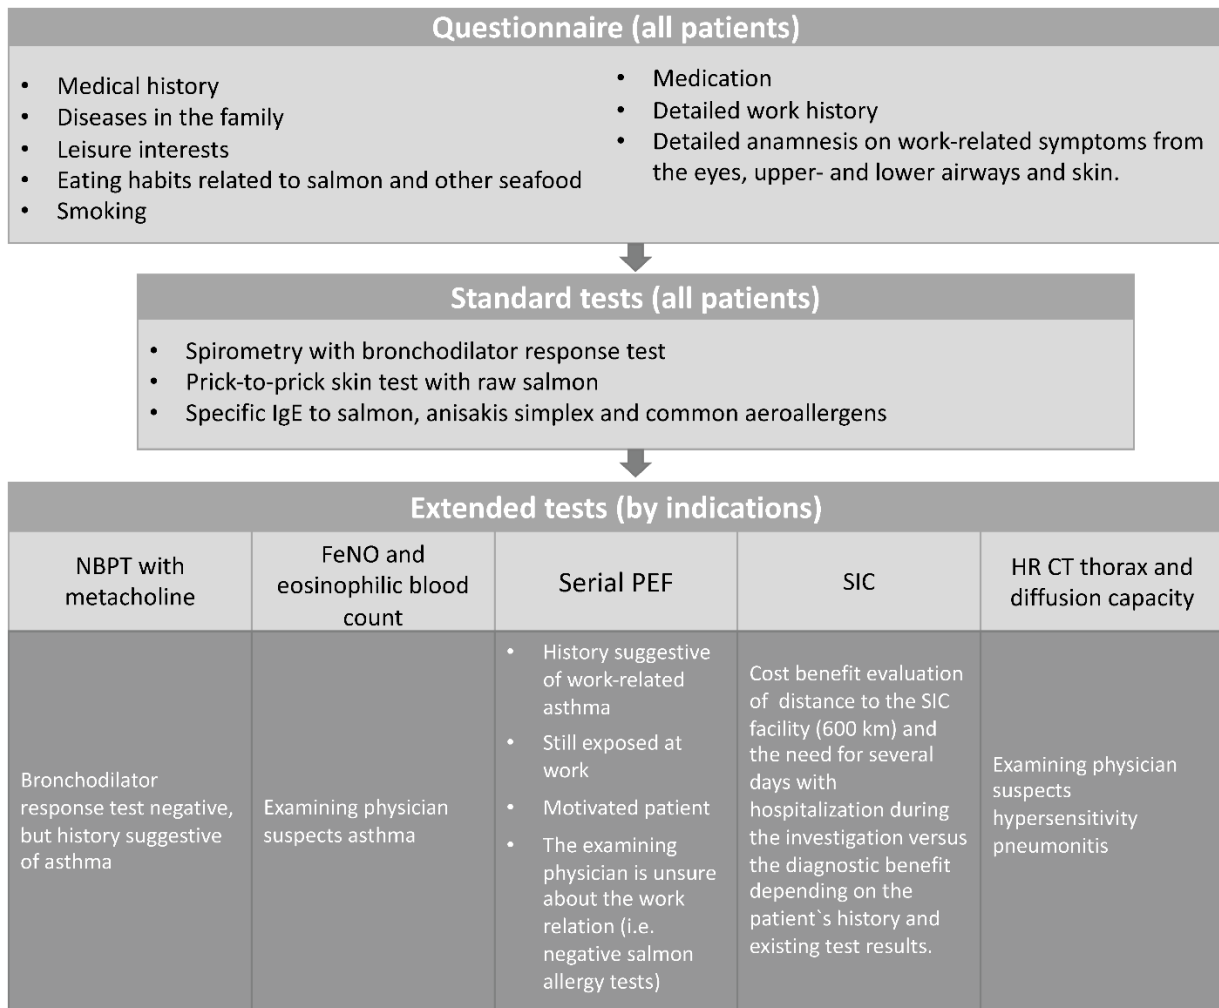 Questionnaire (all patients)
• Medical history
• Diseases in the family
• Leisure interests
• Eating habits related to salmon and other seafood
• Smoking
• Medication
• Detailed work history
• Detailed anamnesis on work-related symptoms from
the eyes, upper- and lower airways and skin.
Standard tests (all patients)
• Spirometry with bronchodilator response test
• Prick-to-prick skin test with raw salmon
• Specific IgE to salmon, anisakis simplex and common aeroallergens
Extended tests (by indications)
NBPT with
metacholine
FeNO and
eosinophilic blood
count
Serial PEF
SIC
HR CT thorax and
diffusion capacity
Bronchodilator
response test negative,
but history suggestive
of asthma
Examining physician
suspects asthma
• History suggestive
of work-related
asthma
• Still exposed at
work
• Motivated patient
• The examining
physician is unsure
about the work
relation (i.e.
negative salmon
allergy tests)
Cost benefit evaluation
of distance to the SIC
facility (600 km) and
the need for several
days with
hospitalization during
the investigation versus
the diagnostic benefit
depending on the
patient`s history and
existing test results.
Examining physician
suspects
hypersensitivity
pneumonitis